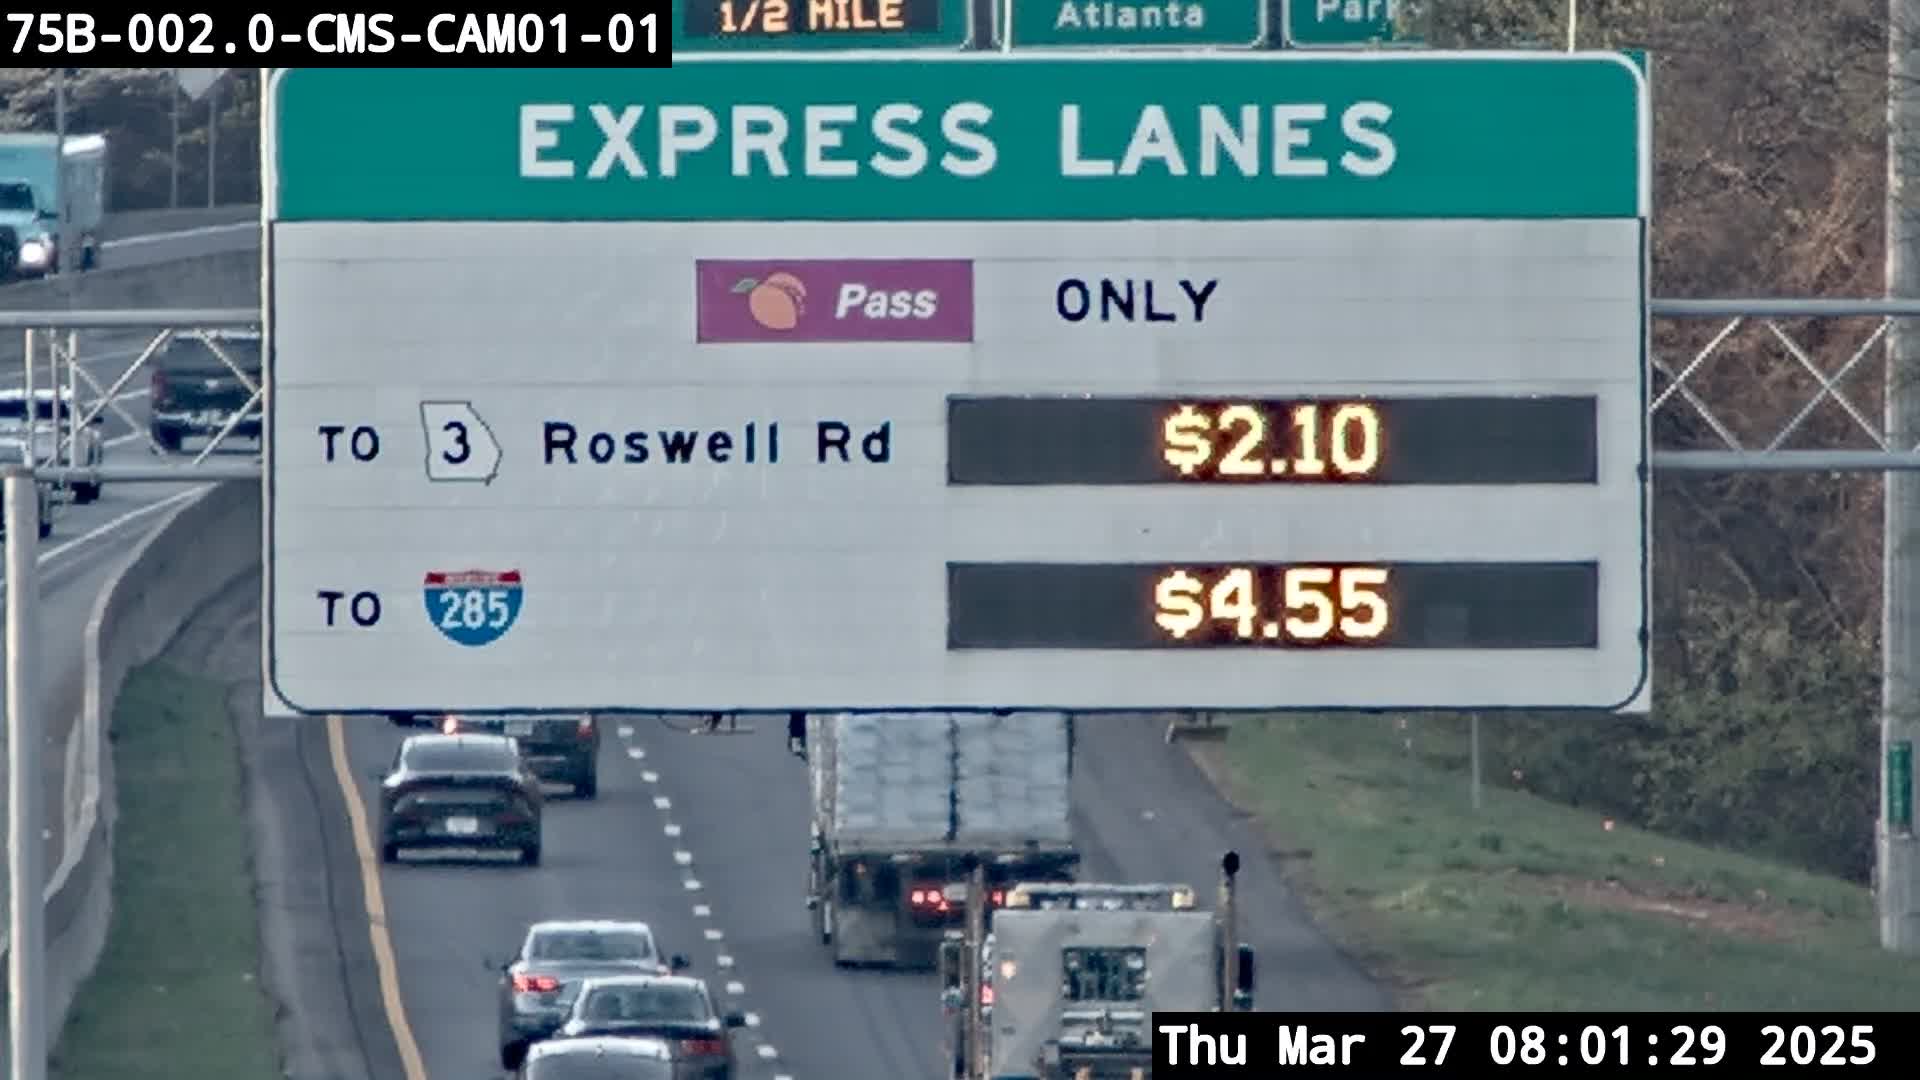 75B-002.0-CMS-CAM01-01
1/2 MILE
Atlanta
EXPRESS LANES
Pass ONLY
TO 3 Roswell Rd $2.10
TO 285 $4.55
Thu Mar 27 08:01:29 2025